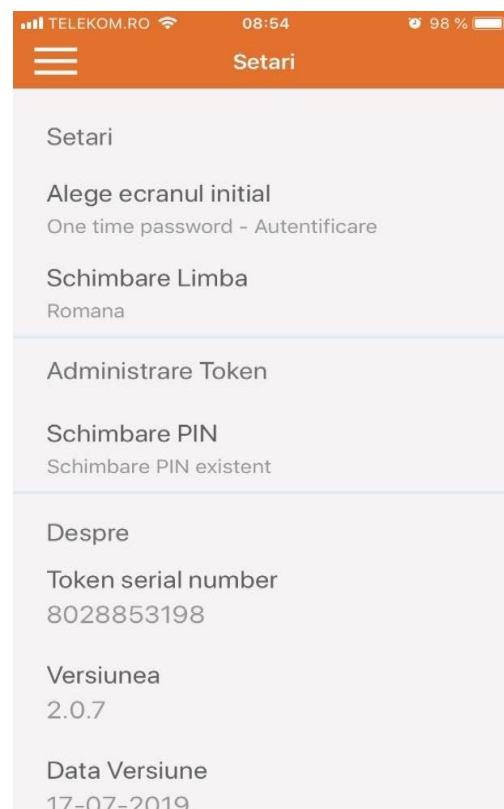 TELEKOM.RO 08:54 98 %
Setari
Setari
Alege ecranul initial
One time password - Autentificare
Schimbare Limba
Romana
Administrare Token
Schimbare PIN
Schimbare PIN existent
Despre
Token serial number
8028853198
Versiunea
2.0.7
Data Versiune
17-07-2019